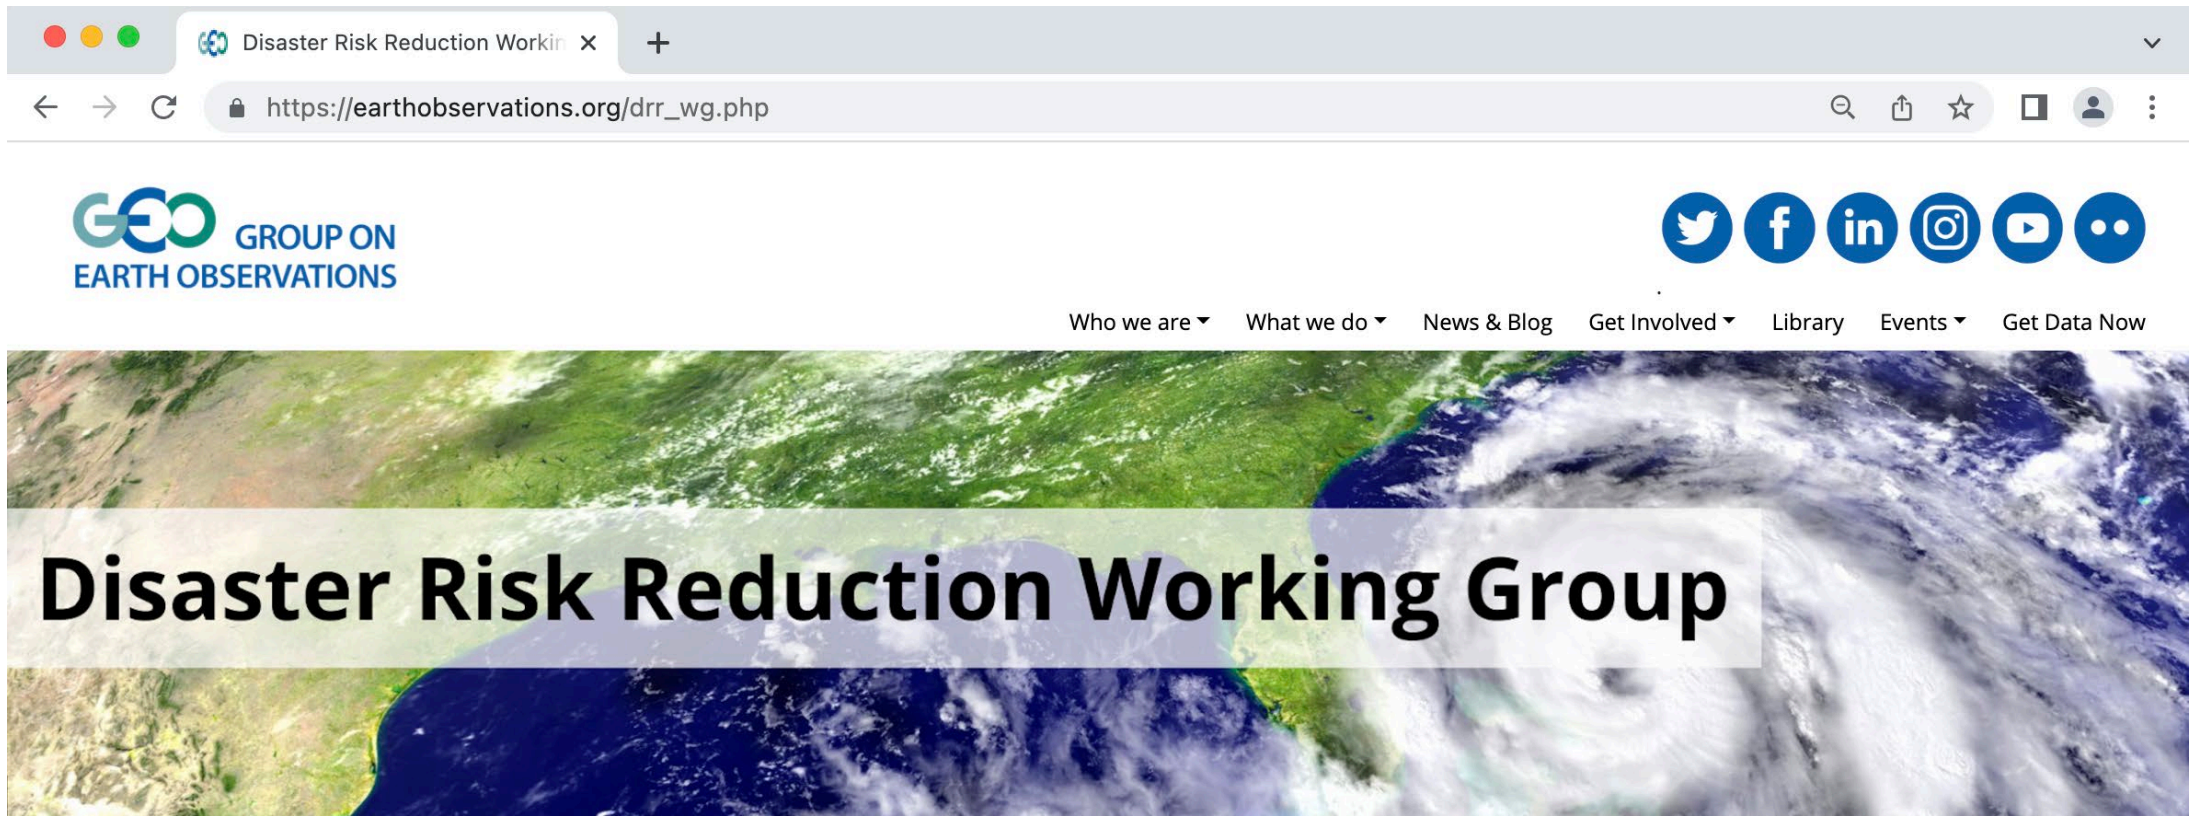 Disaster Risk Reduction Workin
https://earthobservations.org/drr_wg.php
GEO GROUP ON
EARTH OBSERVATIONS
Who we are What we do News & Blog Get Involved Library Events Get Data Now
Disaster Risk Reduction Working Group